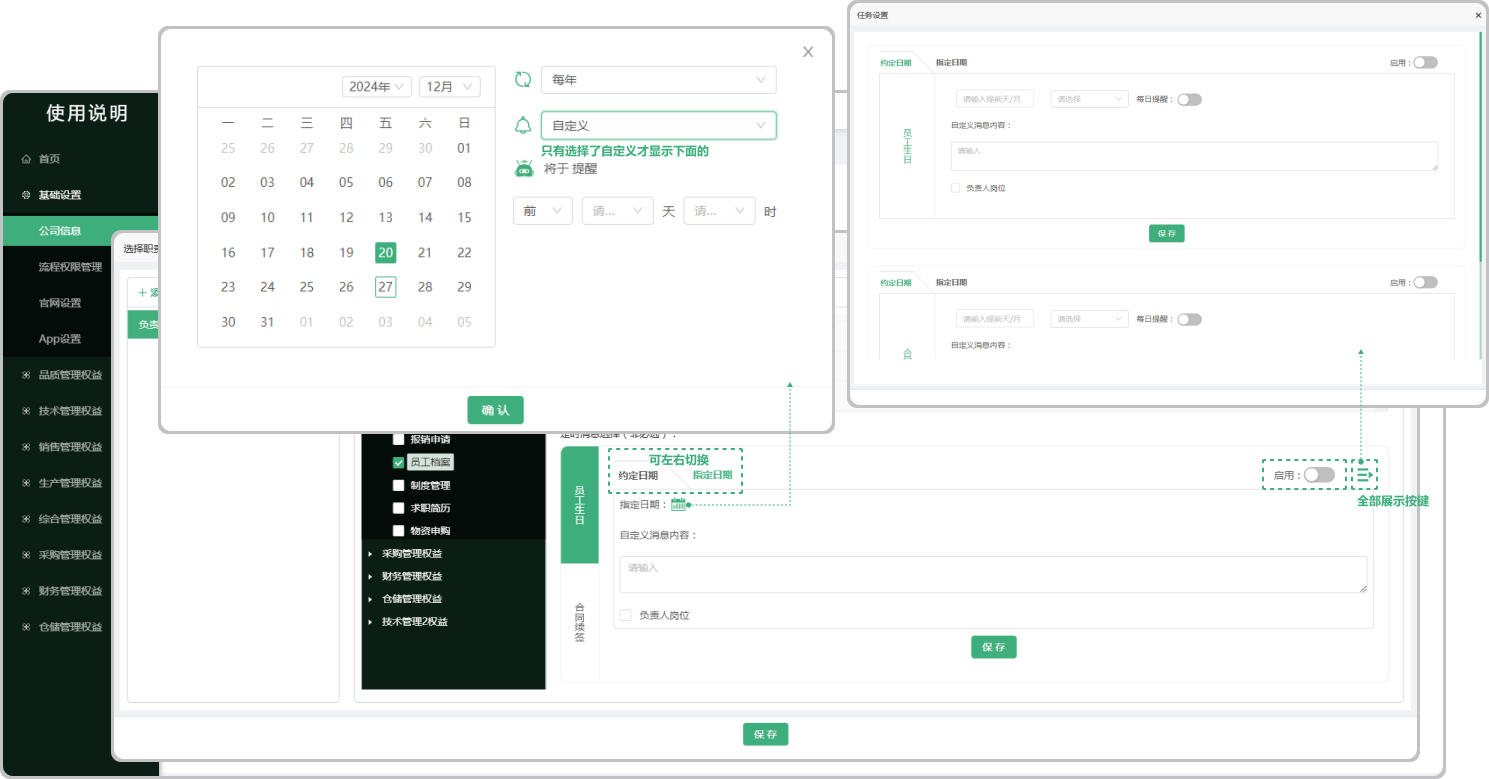 使用说明
首页
基础设置
公司信息
流程权限管理
官网设置
App设置
品质管理权益
技术管理权益
销售管理权益
生产管理权益
综合管理权益
采购管理权益
财务管理权益
仓储管理权益
选择职责
负责
X
2024年 12月
一 二 三 四 五 六 日
25 26 27 28 29 30 01
02 03 04 05 06 07 08
09 10 11 12 13 14 15
16 17 18 19 20 21 22
23 24 25 26 27 28 29
30 31 01 02 03 04 05
每年
自定义
只有选择了自定义才显示下面的
将于 提醒
前 请... 天 请... 时
确 认
任务设置
约定日期 指定日期 启用：
请输入提前天/月 请选择 每日提醒：
员工生日
自定义消息内容：
请输入
负责人岗位
保 存
约定日期 指定日期 启用：
请输入提前天/月 请选择 每日提醒：
自定义消息内容：
合
报销申请
员工档案
制度管理
求职简历
物资申购
采购管理权益
财务管理权益
仓储管理权益
技术管理2权益
员工生日
合同续签
可左右切换
约定日期 指定日期
启用：
全部展示按键
指定日期：
自定义消息内容：
请输入
负责人岗位
保 存
保 存